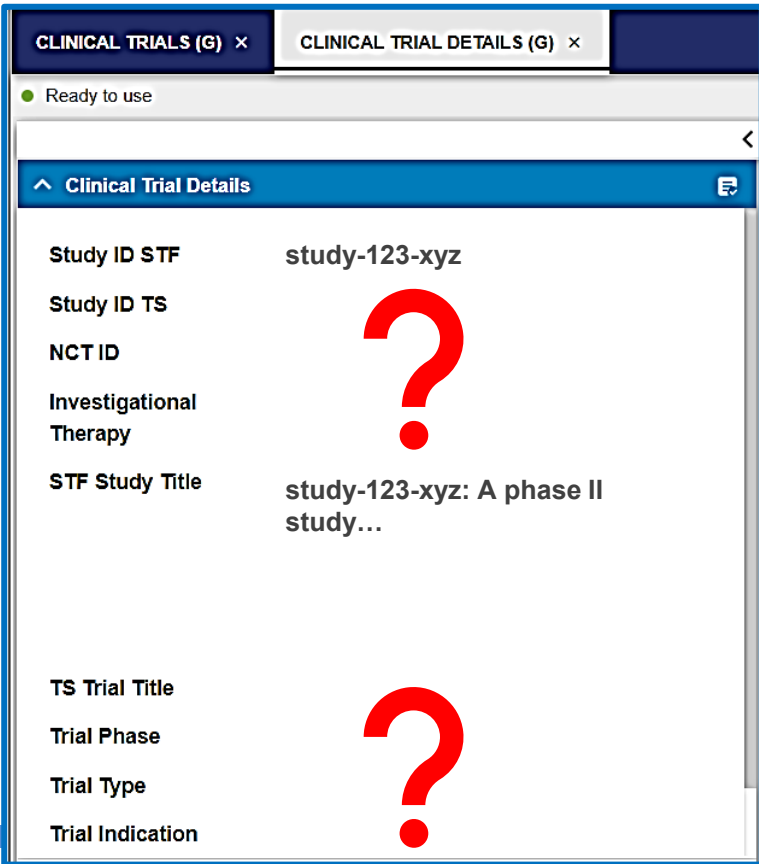 CLINICAL TRIALS (G) × CLINICAL TRIAL DETAILS (G) ×
Ready to use
Clinical Trial Details
Study ID STF study-123-xyz
Study ID TS
NCT ID
?
Investigational
Therapy
STF Study Title study-123-xyz: A phase II
study…
TS Trial Title
Trial Phase
?
Trial Type
Trial Indication